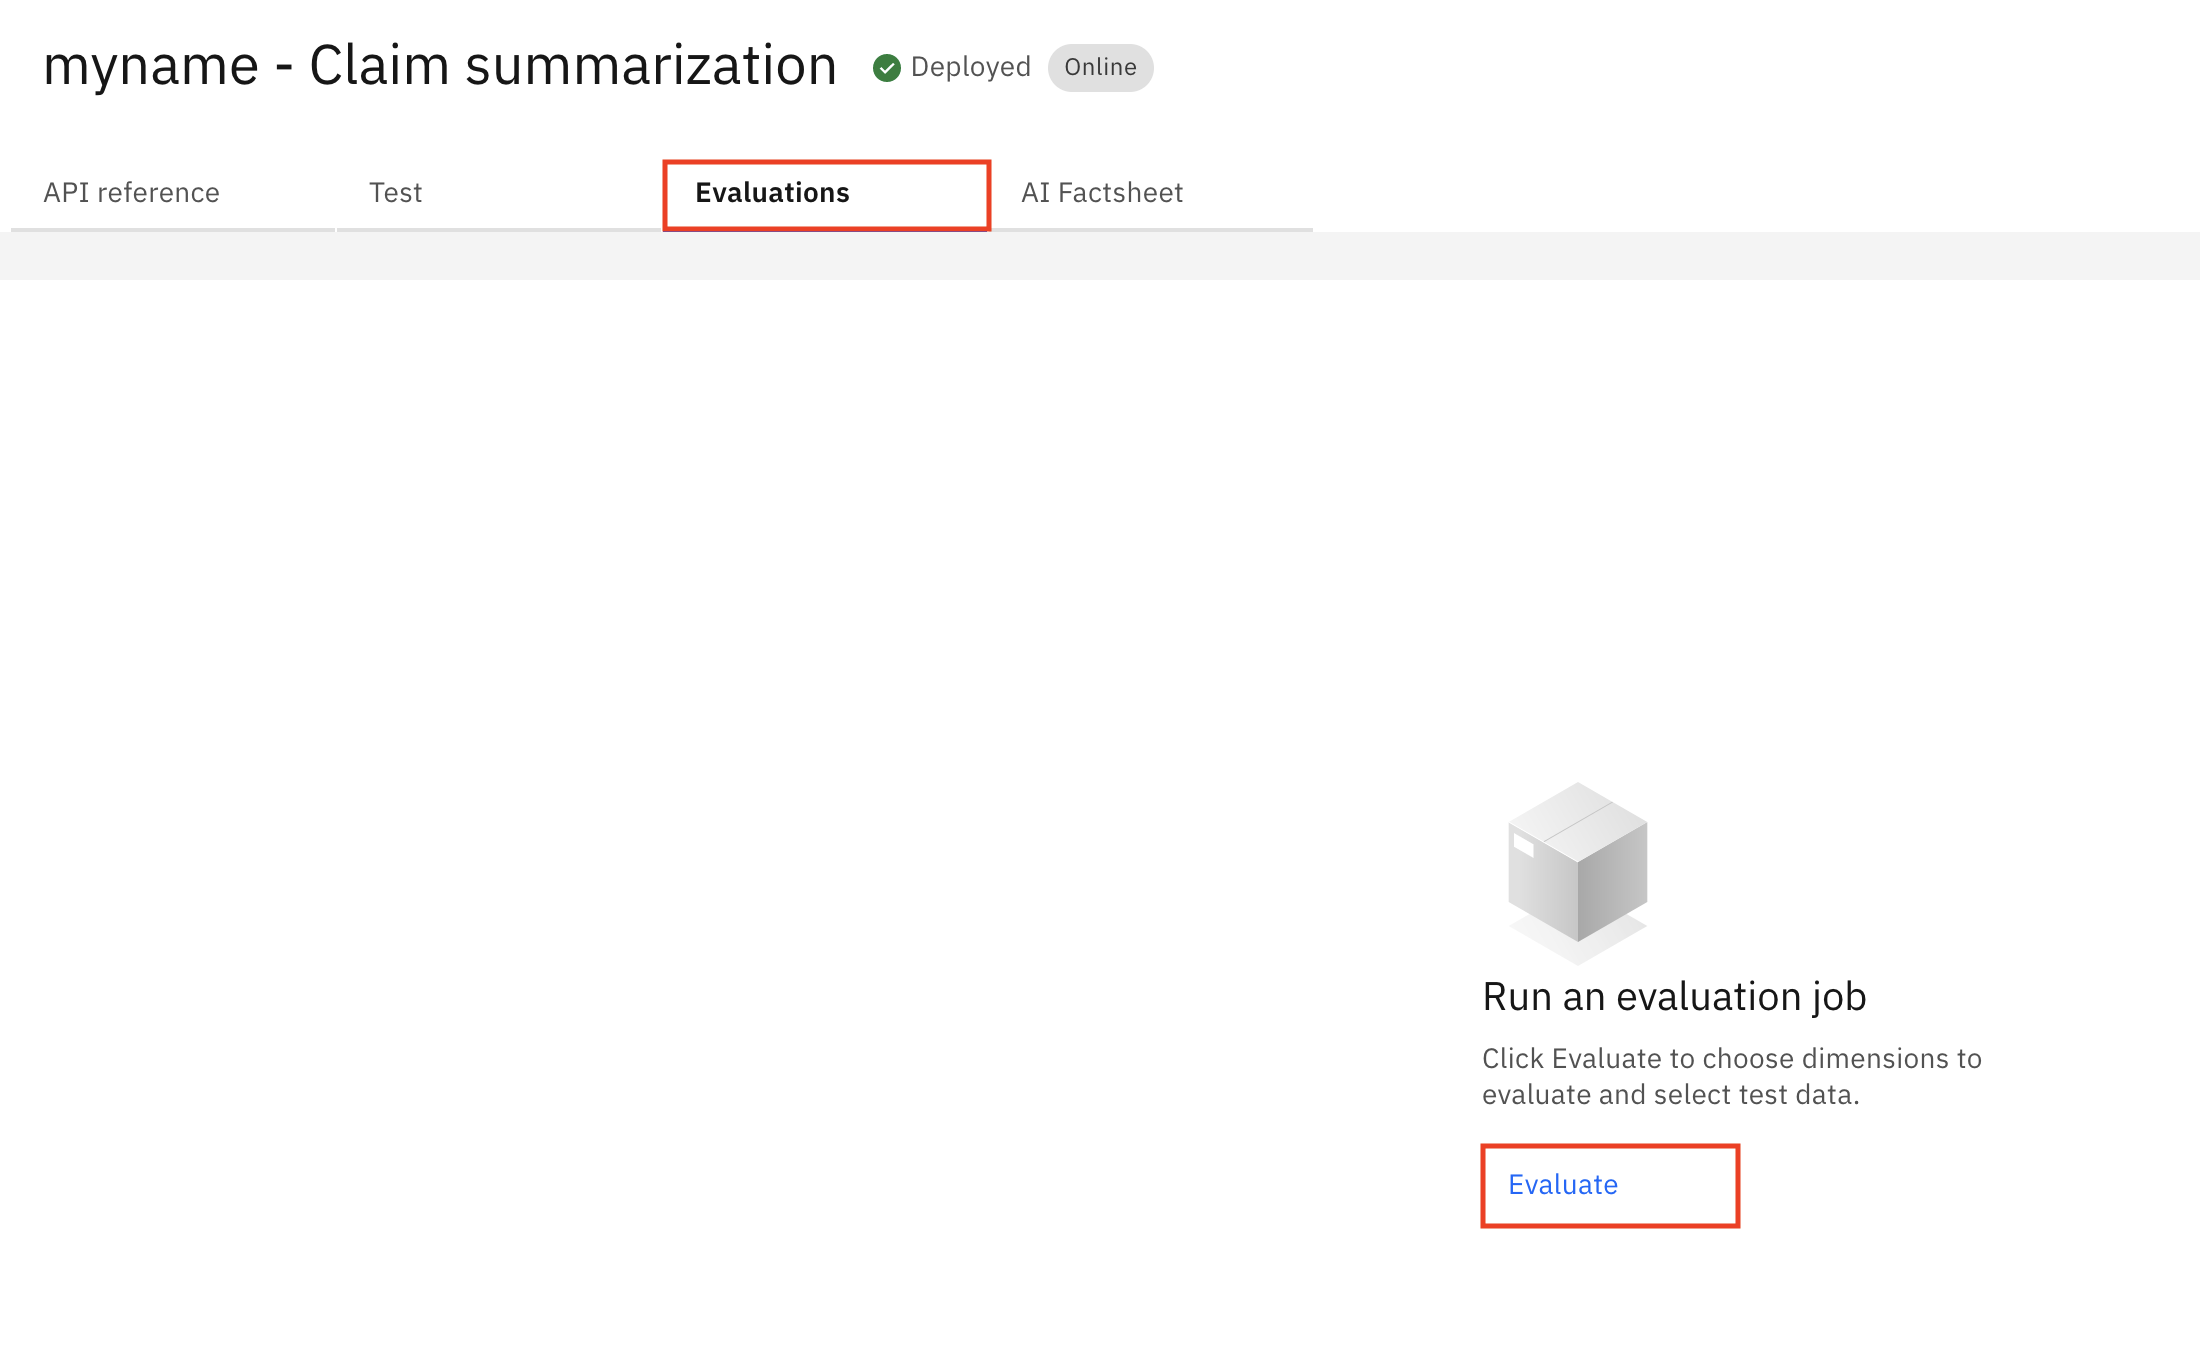 myname - Claim summarization Deployed Online
API reference Test Evaluations AI Factsheet
Run an evaluation job
Click Evaluate to choose dimensions to
evaluate and select test data.
Evaluate